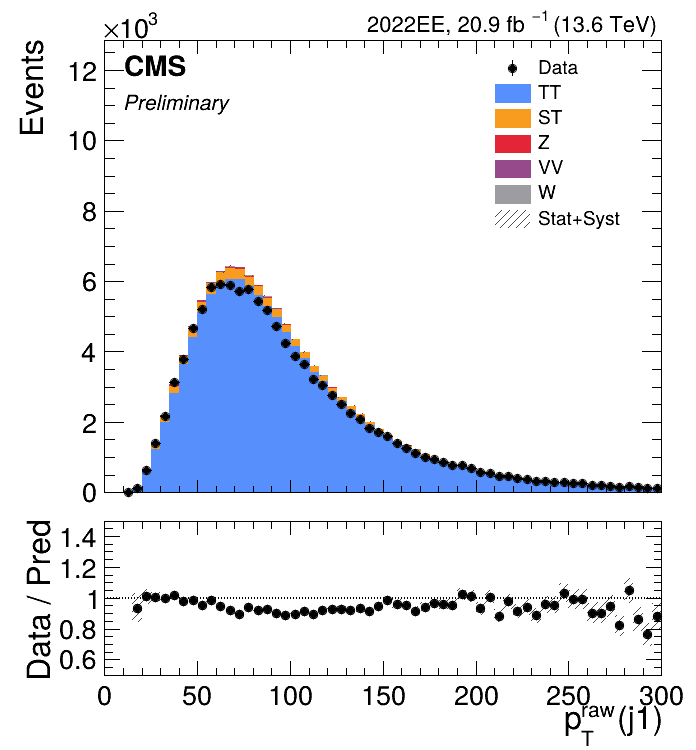 ×10³
2022EE, 20.9 fb⁻¹ (13.6 TeV)
Events
CMS
Preliminary
Data
TT
ST
Z
VV
W
Stat+Syst
12
10
8
6
4
2
0
Data / Pred
1.4
1.2
1
0.8
0.6
0 50 100 150 200 250 300
p_T^raw(j1)